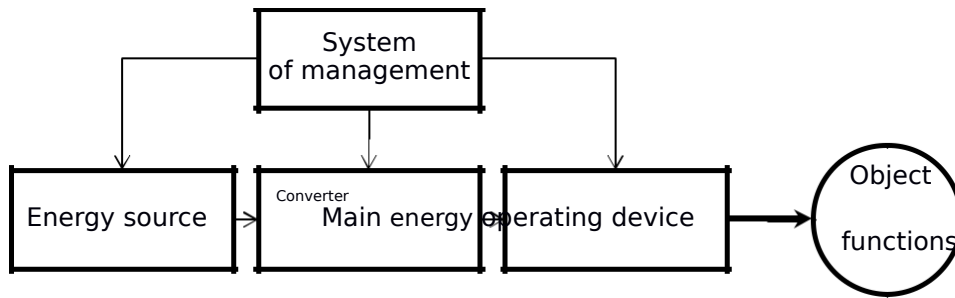 System
of management
Energy source
Converter
Main energy
operating device
Object
functions